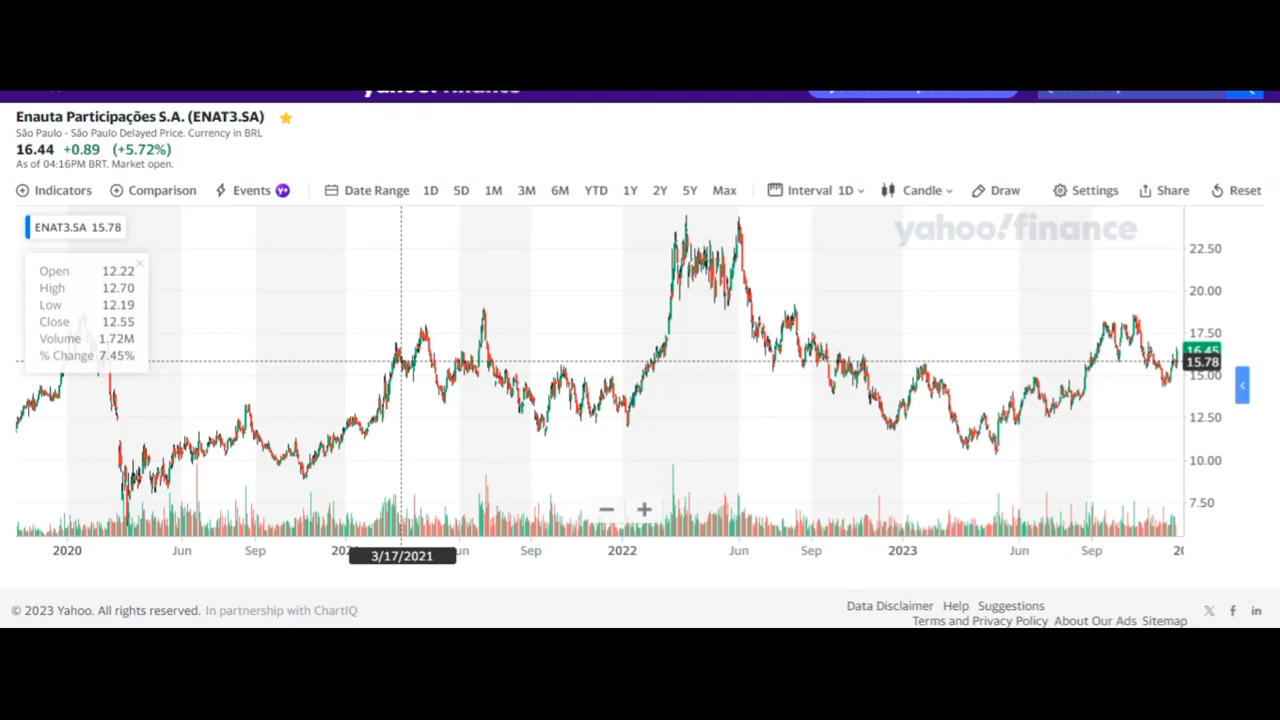 yahoo!finance
Enauta Participações S.A. (ENAT3.SA)
São Paulo - São Paulo Delayed Price. Currency in BRL
16.44 +0.89 (+5.72%)
As of 04:16PM BRT. Market open.
Indicators Comparison Events Y+ Date Range 1D 5D 1M 3M 6M YTD 1Y 2Y 5Y Max Interval 1D Candle Draw Settings Share Reset
ENAT3.SA 15.78
yahoo!finance
Open 12.22
High 12.70
Low 12.19
Close 12.55
Volume 1.72M
% Change 7.45%
22.50
20.00
17.50
16.45
15.78
15.00
12.50
10.00
7.50
2020 Jun Sep 3/17/2021 Sep 2022 Jun Sep 2023 Jun Sep
© 2023 Yahoo. All rights reserved. In partnership with ChartIQ
Data Disclaimer Help Suggestions
Terms and Privacy Policy About Our Ads Sitemap